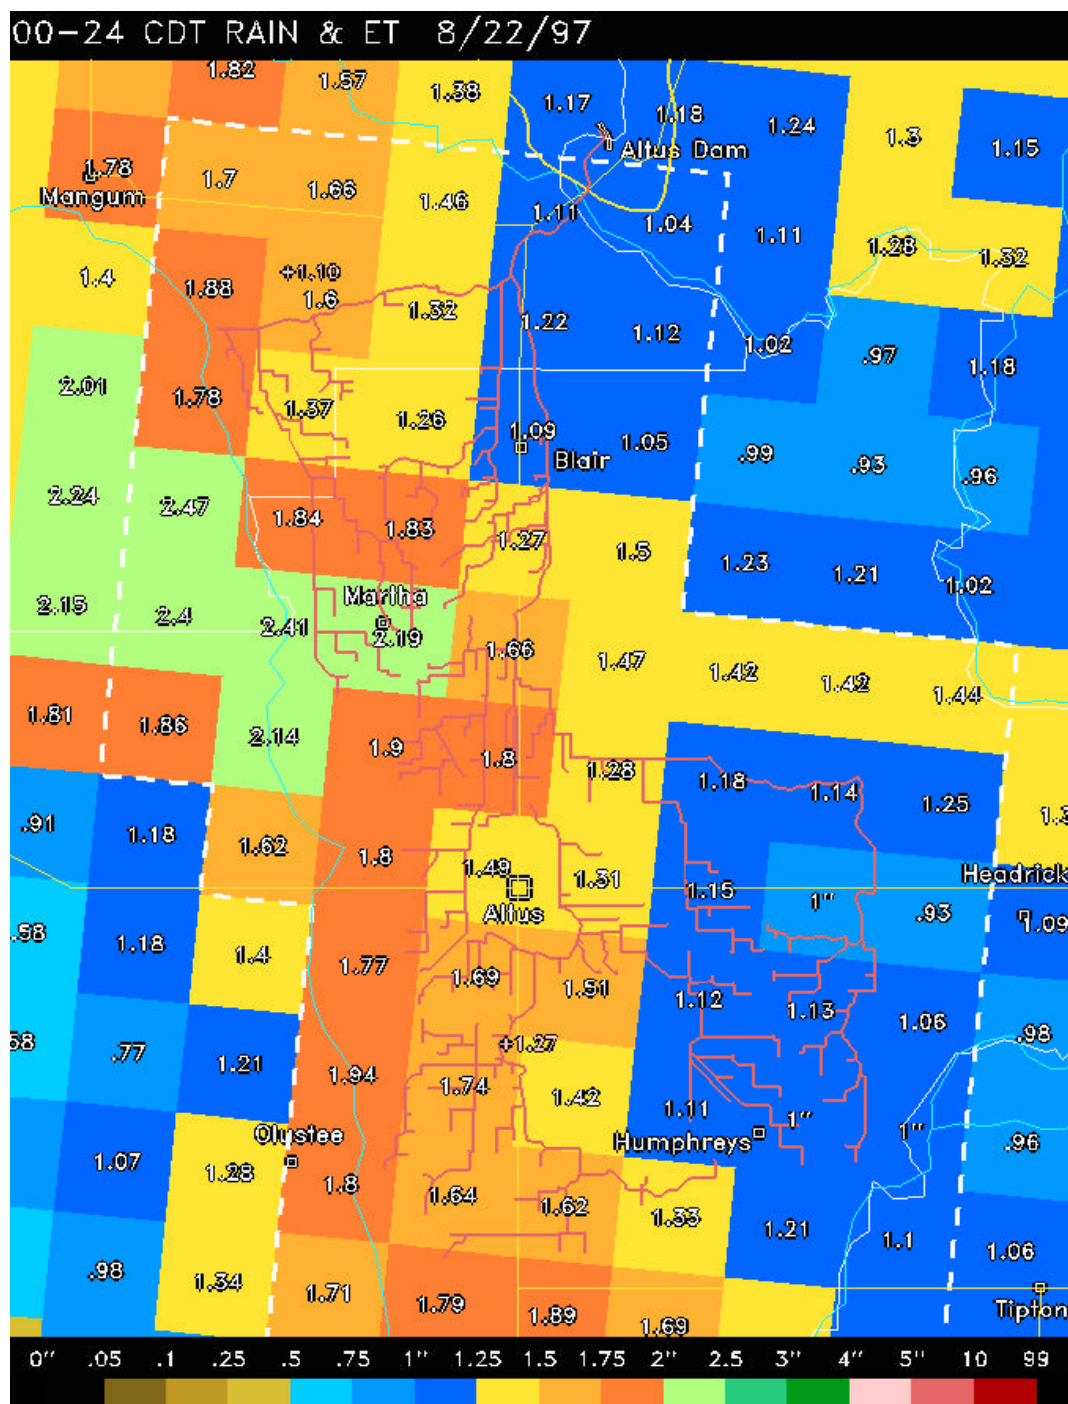 00-24 CDT RAIN & ET 8/22/97
1.82 1.57 1.38 1.17 1.18 1.24 1.3 1.15
Altus Dam
1.78 1.7 1.66 1.46 1.11 1.04 1.11 1.28 1.32
Mangum
+1.10
1.4 1.88 1.6 1.32 1.22 1.12 1.02 .97 1.18
2.01 1.78 1.37 1.26 1.09 1.05 .99 .93 .96
Blair
2.24 2.47 1.84 1.83 1.27 1.5 1.23 1.21 1.02
Martha
2.15 2.4 2.41 2.19 1.66 1.47 1.42 1.42 1.44
1.81 1.86 2.14 1.9 1.8 1.28 1.18 1.14 1.25
.91 1.18 1.62 1.8 1.49 1.31 1.15 1" .93 1.09
Headrick
Altus
.58 1.18 1.4 1.77 1.69 1.51 1.12 1.13 1.06 .98
+1.27
58 .77 1.21 1.94 1.74 1.42 1.11 1" 1" .96
Olustee
Humphreys
1.07 1.28 1.8 1.64 1.62 1.33 1.21 1.1 1.06
.98 1.34 1.71 1.79 1.89 1.69
Tipton
0" .05 .1 .25 .5 .75 1" 1.25 1.5 1.75 2" 2.5 3" 4" 5" 10 99